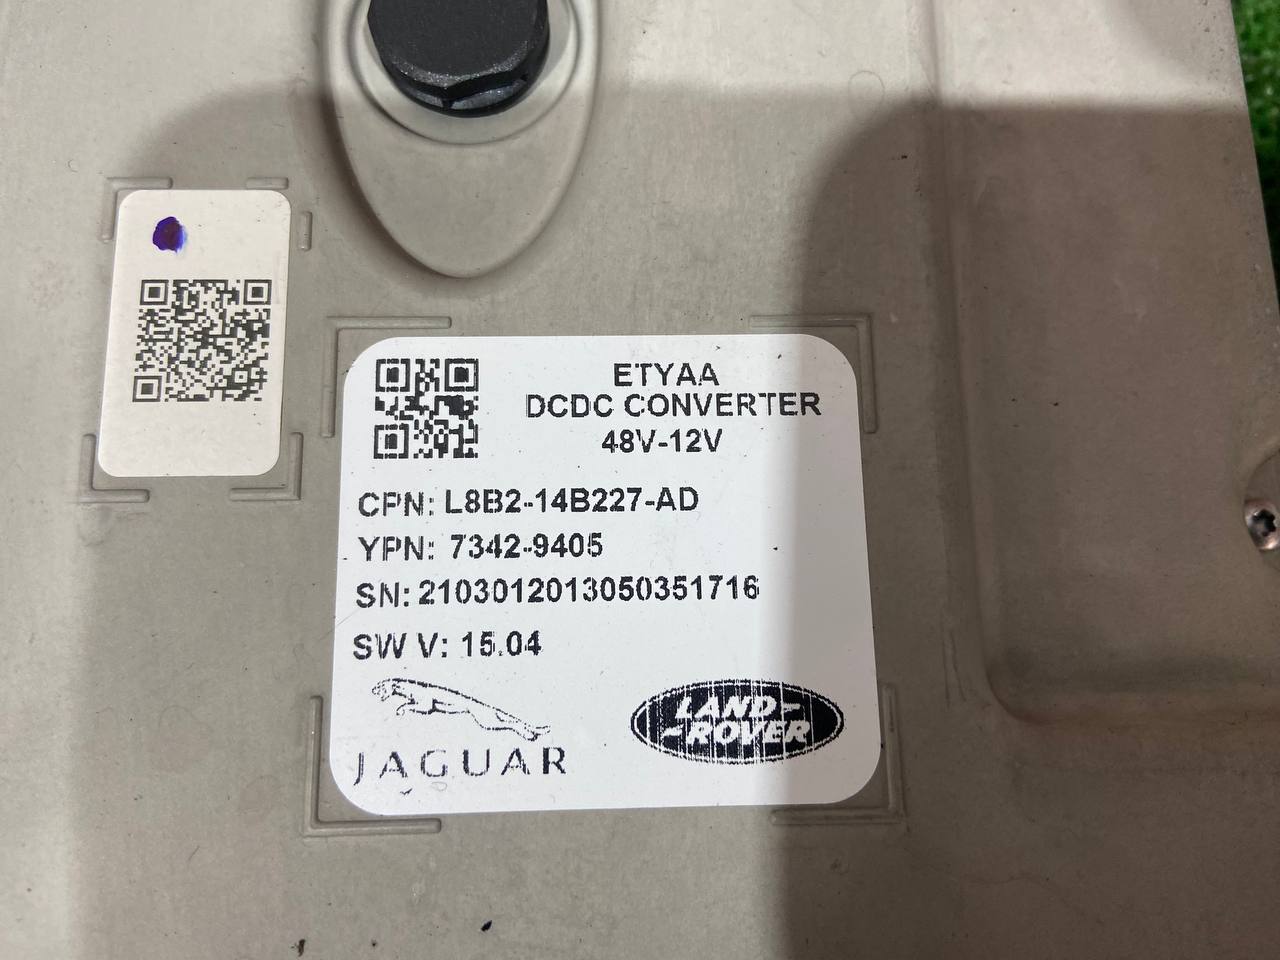 ETYAA
DCDC CONVERTER
48V-12V
CPN: L8B2-14B227-AD
YPN: 7342-9405
SN: 2103012013050351716
SW V: 15.04
JAGUAR
LAND-
-ROVER